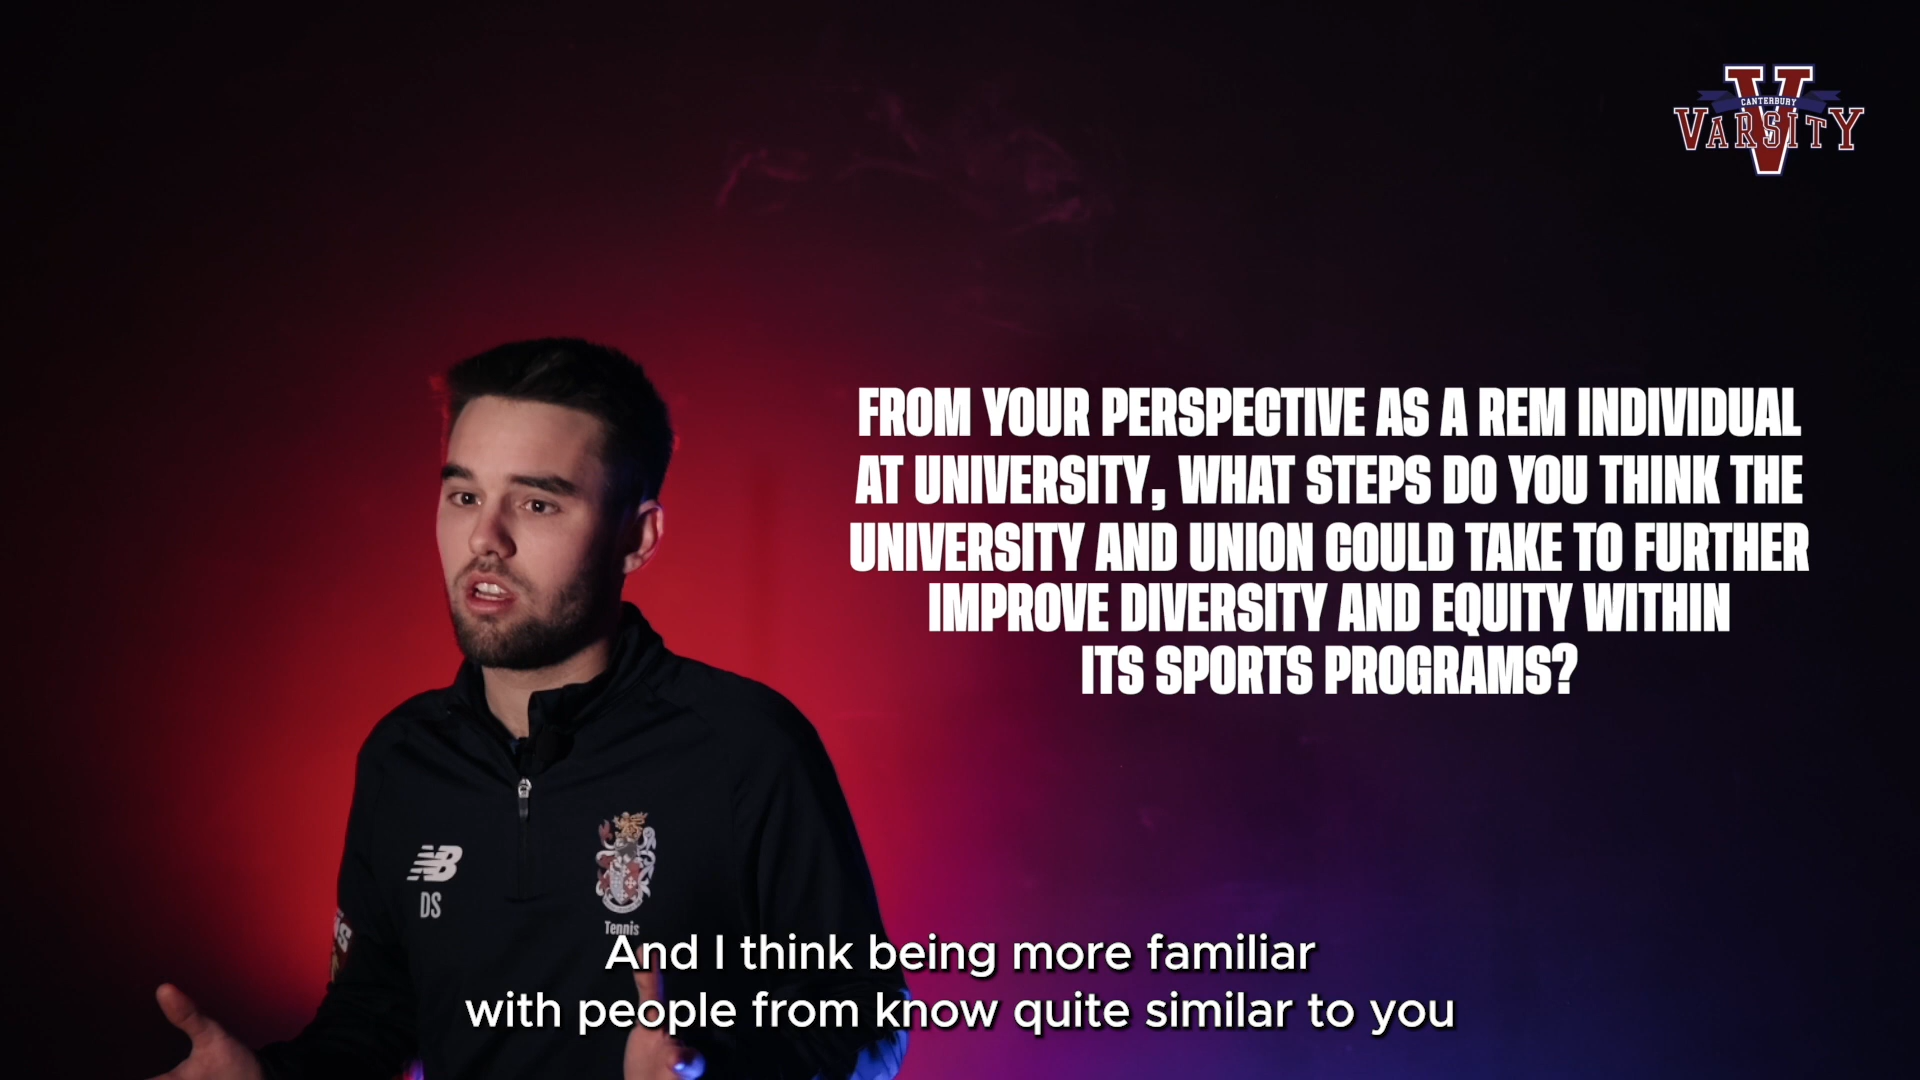 CANTERBURY
VARSITY
FROM YOUR PERSPECTIVE AS A REM INDIVIDUAL
AT UNIVERSITY, WHAT STEPS DO YOU THINK THE
UNIVERSITY AND UNION COULD TAKE TO FURTHER
IMPROVE DIVERSITY AND EQUITY WITHIN
ITS SPORTS PROGRAMS?
NB
DS
Tennis
And I think being more familiar
with people from know quite similar to you